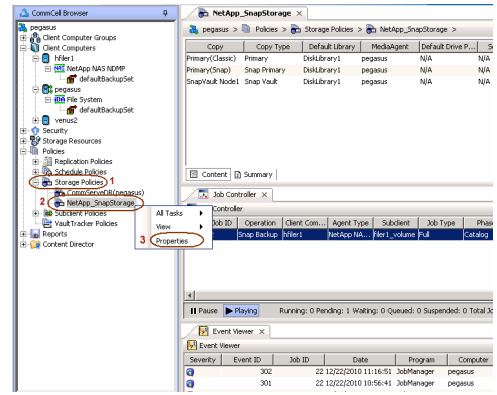 CommCell Browser
pegasus
Client Computer Groups
Client Computers
hfiler1
NetApp NAS NDMP
defaultBackupSet
pegasus
File System
defaultBackupSet
venus2
Security
Storage Resources
Policies
Replication Policies
Schedule Policies
Storage Policies 1
CommServeDR(pegasus)
2 NetApp_SnapStorage
Subclient Policies
VaultTracker Policies
Reports
Content Director
All Tasks
View
3 Properties
NetApp_SnapStorage ×
pegasus > Policies > Storage Policies > NetApp_SnapStorage >
Copy Copy Type Default Library MediaAgent Default Drive P...
Primary(Classic) Primary DiskLibrary1 pegasus N/A N/A
Primary(Snap) Snap Primary DiskLibrary1 pegasus N/A N/A
SnapVault Node1 Snap Vault DiskLibrary1 pegasus N/A N/A
Content Summary
Job Controller ×
Controller
Job ID Operation Client Com... Agent Type Subclient Job Type Phas
Snap Backup hfiler1 NetApp NA... filer1_volume Full Catalog
Pause Playing Running: 0 Pending: 1 Waiting: 0 Queued: 0 Suspended: 0 Total Jo
Event Viewer ×
Event Viewer
Severity Event ID Job ID Date Program Computer
302 22 12/22/2010 11:16:51 JobManager pegasus
301 22 12/22/2010 10:56:41 JobManager pegasus